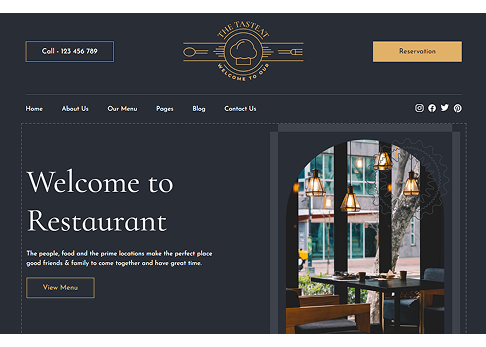 Call - 123 456 789
THE TASTEAT
WELCOME TO OUR
Reservation
Home
About Us
Our Menu
Pages
Blog
Contact Us
Welcome to
Restaurant
The people, food and the prime locations make the perfect place
good friends & family to come together and have great time.
View Menu